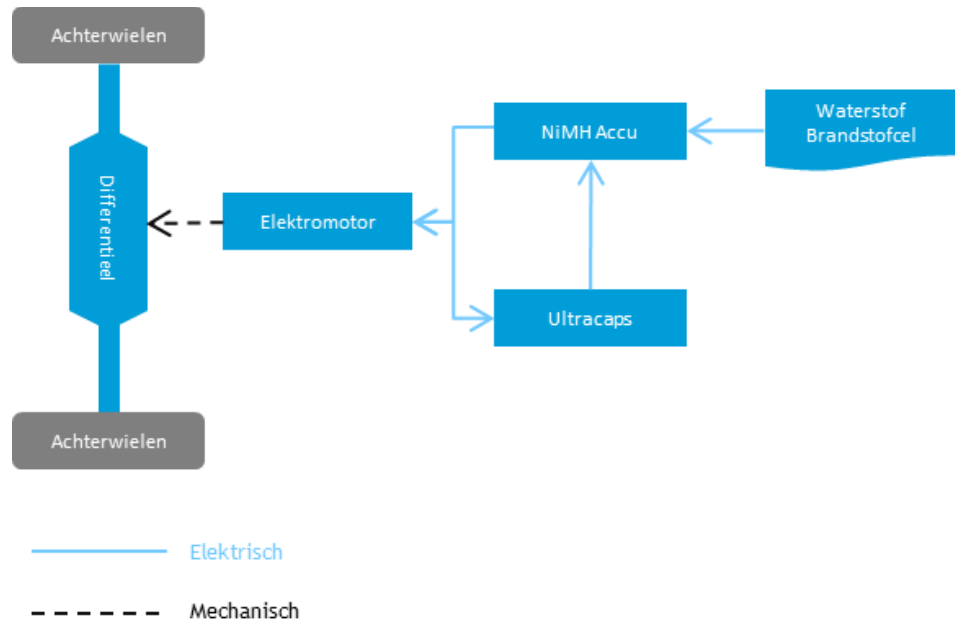 Achterwielen
Differentieel
Elektromotor
NiMH Accu
Waterstof
Brandstofcel
Ultracaps
Achterwielen
Elektrisch
Mechanisch